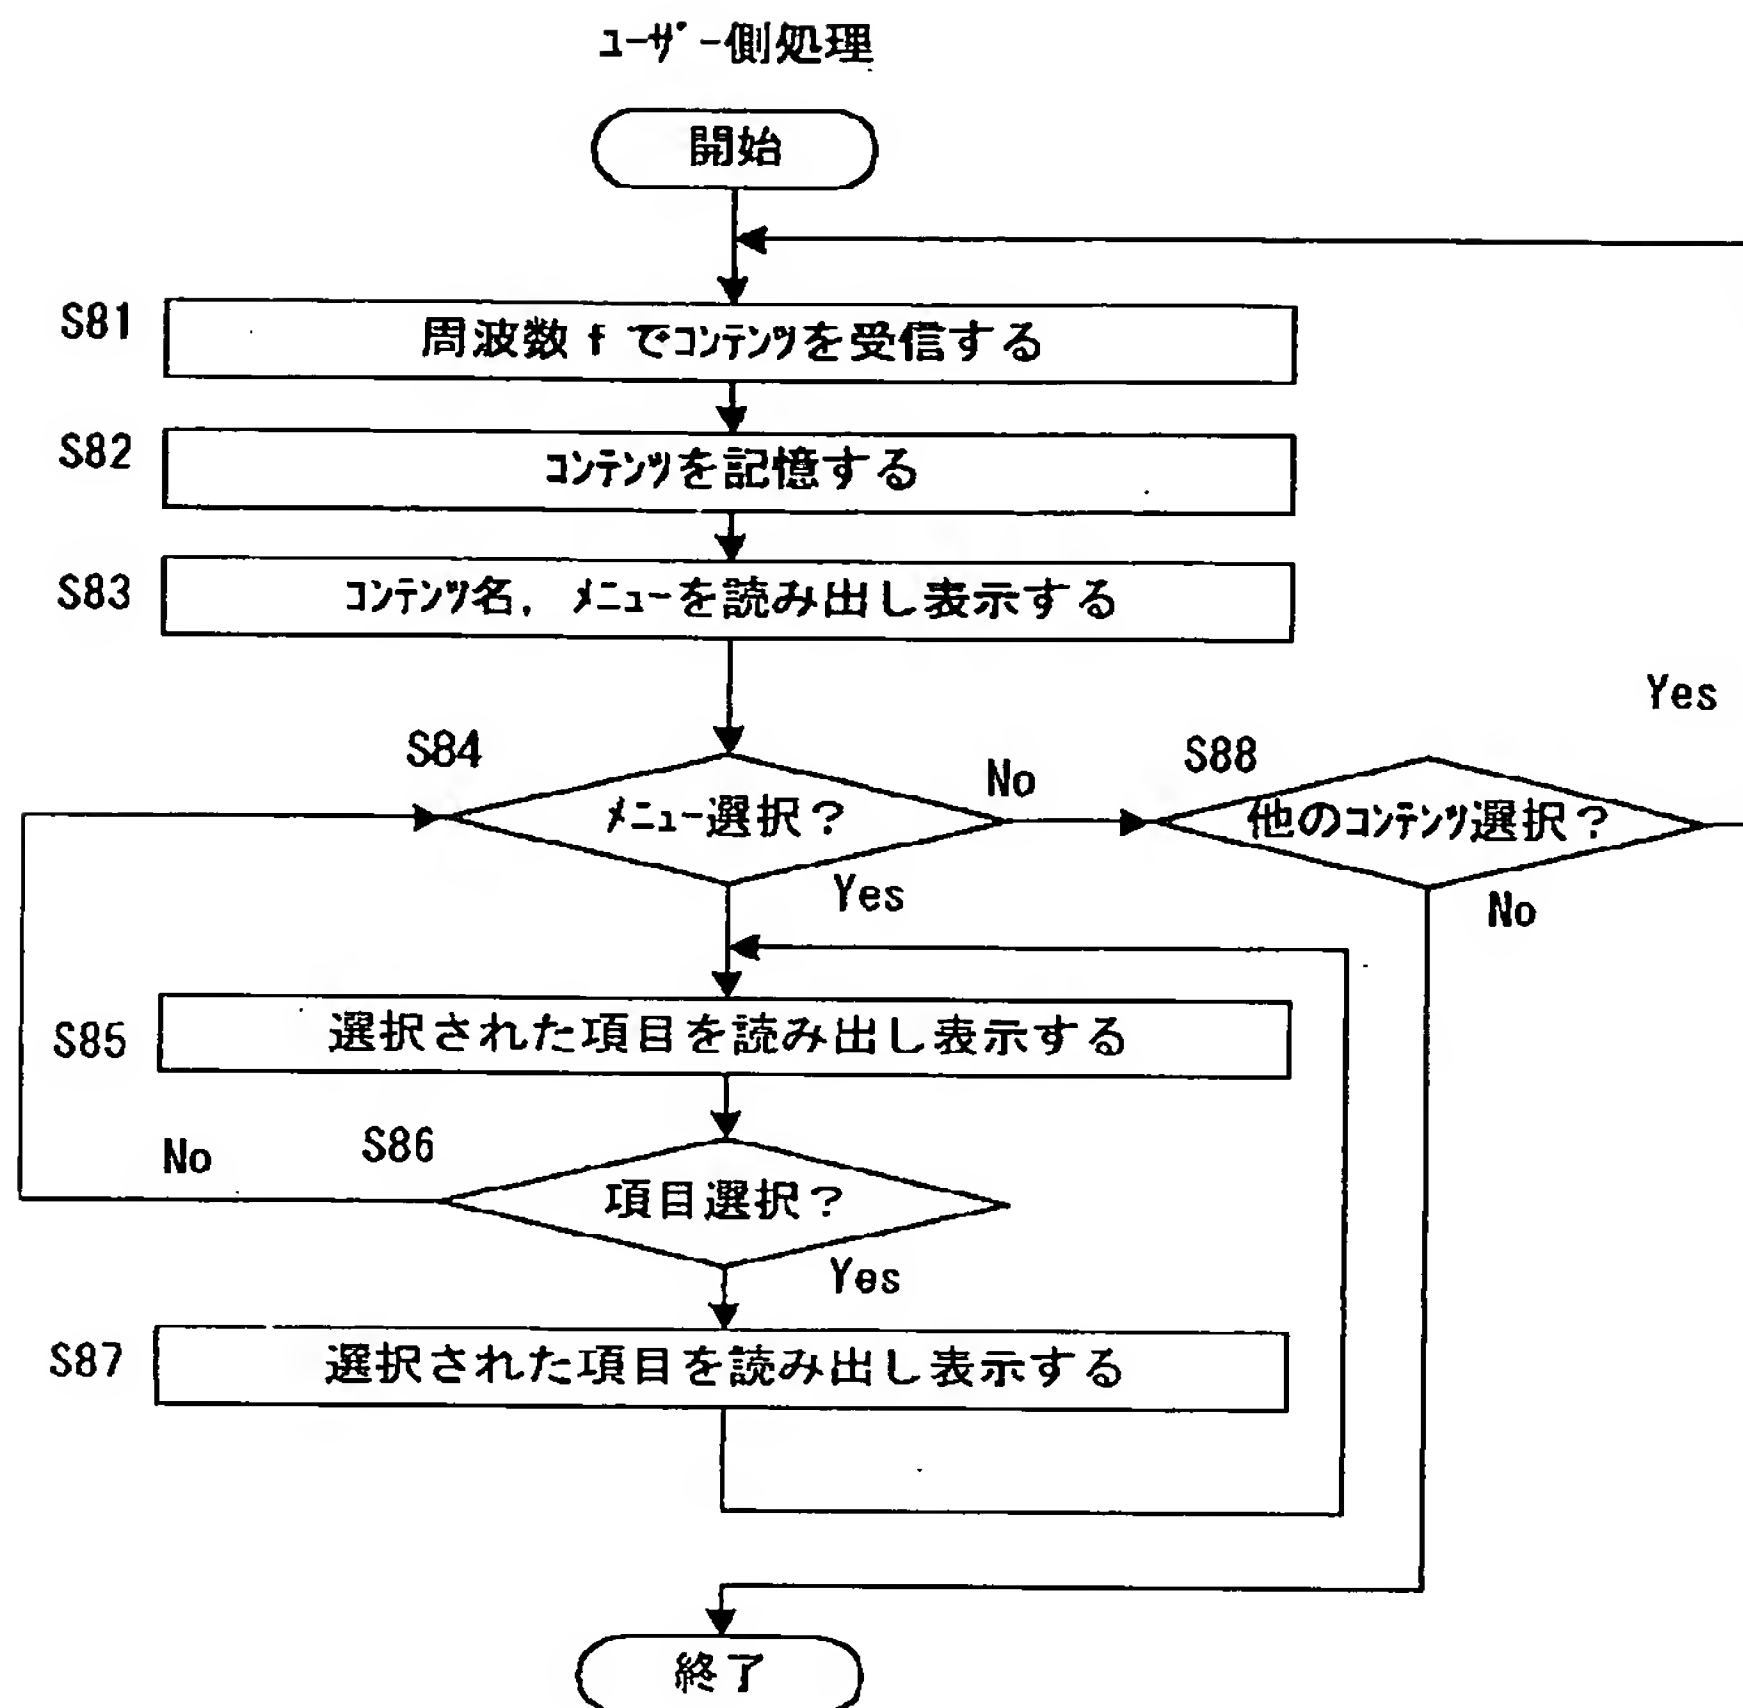 ユーザー側処理
開始
S81 周波数 f でコンテンツを受信する
S82 コンテンツを記憶する
S83 コンテンツ名, メニューを読み出し表示する
Yes
S84 メニュー選択?
No
S88 他のコンテンツ選択?
Yes
No
S85 選択された項目を読み出し表示する
No
S86 項目選択?
Yes
S87 選択された項目を読み出し表示する
終了